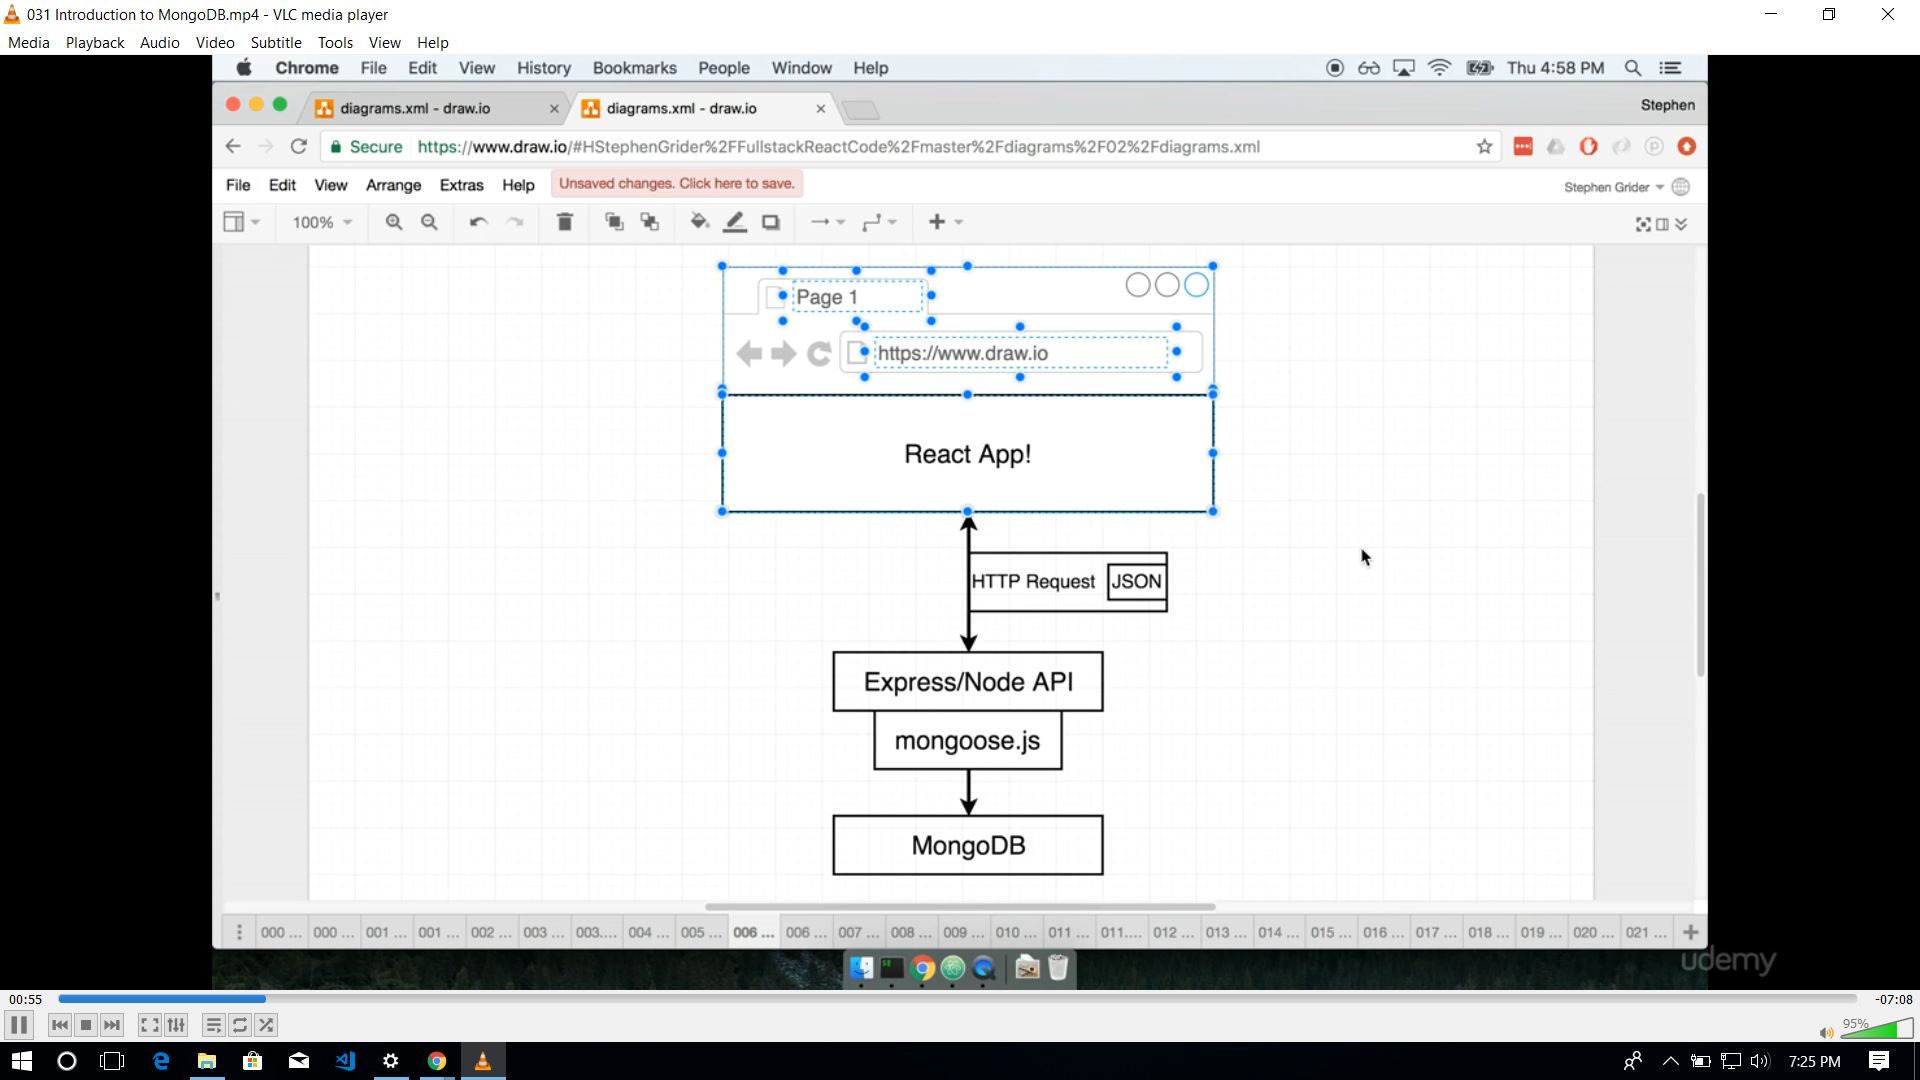 031 Introduction to MongoDB.mp4 - VLC media player
Media Playback Audio Video Subtitle Tools View Help
Chrome File Edit View History Bookmarks People Window Help Thu 4:58 PM
diagrams.xml - draw.io diagrams.xml - draw.io Stephen
Secure https://www.draw.io/#HStephenGrider%2FFullstackReactCode%2Fmaster%2Fdiagrams%2F02%2Fdiagrams.xml
File Edit View Arrange Extras Help Unsaved changes. Click here to save. Stephen Grider
100%
Page 1
https://www.draw.io
React App!
HTTP Request JSON
Express/Node API
mongoose.js
MongoDB
000 ... 000 ... 001 ... 001 ... 002 ... 003 ... 003.... 004 ... 005 ... 006 ... 006 ... 007 ... 008 ... 009 ... 010 ... 011 ... 011.... 012 ... 013 ... 014 ... 015 ... 016 ... 017 ... 018 ... 019 ... 020 ... 021 ...
udemy
00:55 -07:08
95%
7:25 PM